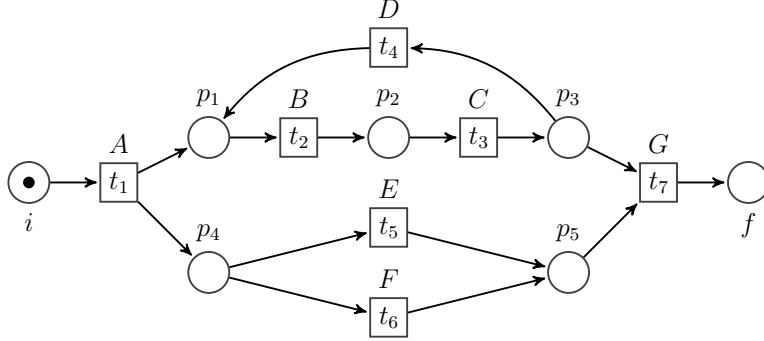 D
t₄
p₁ B p₂ C p₃
t₂ t₃
A G
t₁ t₇
i f
E
p₄ t₅ p₅
F
t₆